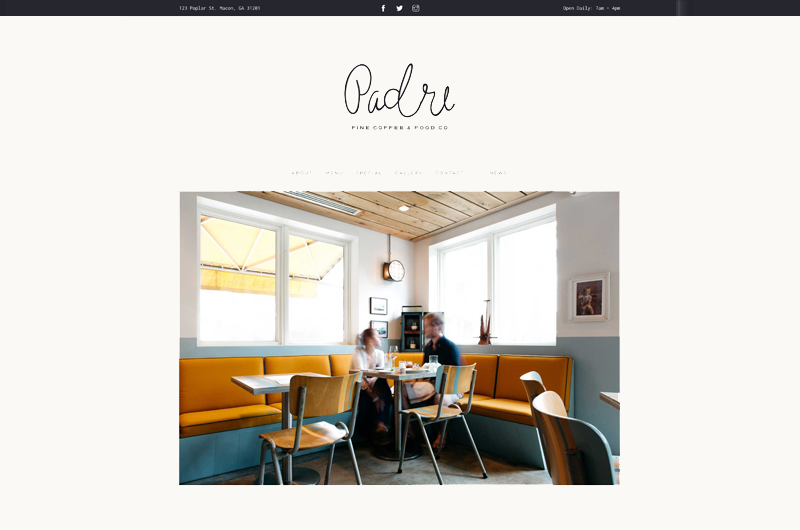 123 Poplar St. Macon, GA 31201
Open Daily: 7am - 4pm
Padre
FINE COFFEE & FOOD CO
ABOUT MENU SPECIAL GALLERY CONTACT NEWS